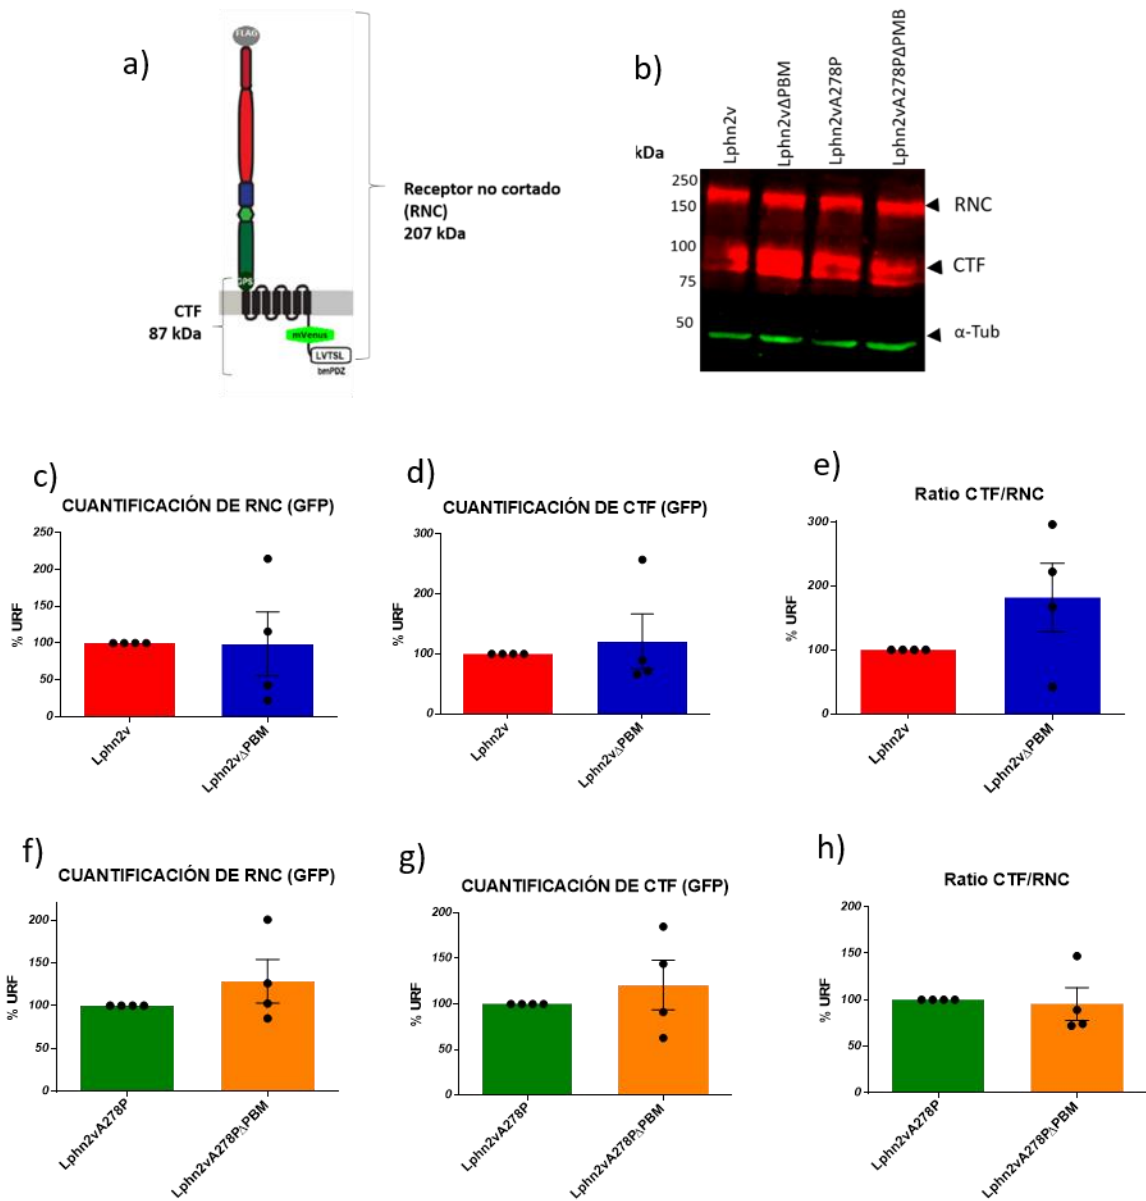 a)
FLAG
GPS
mVenus
LVTSL
bmPDZ
CTF
87 kDa
Receptor no cortado
(RNC)
207 kDa
b)
kDa
Lphn2v
Lphn2vΔPBM
Lphn2vA278P
Lphn2vA278PΔPMB
250
150
100
75
50
RNC
CTF
α-Tub
c)
CUANTIFICACIÓN DE RNC (GFP)
% URF
250
200
150
100
50
0
Lphn2v
Lphn2vΔPBM
d)
CUANTIFICACIÓN DE CTF (GFP)
% URF
300
200
100
0
Lphn2v
Lphn2vΔPBM
e)
Ratio CTF/RNC
% URF
300
200
100
0
Lphn2v
Lphn2vΔPBM
f)
CUANTIFICACIÓN DE RNC (GFP)
% URF
200
150
100
50
0
Lphn2vA278P
Lphn2vA278PΔPBM
g)
CUANTIFICACIÓN DE CTF (GFP)
% URF
200
150
100
50
0
Lphn2vA278P
Lphn2vA278PΔPBM
h)
Ratio CTF/RNC
% URF
200
150
100
50
0
Lphn2vA278P
Lphn2vA278PΔPBM